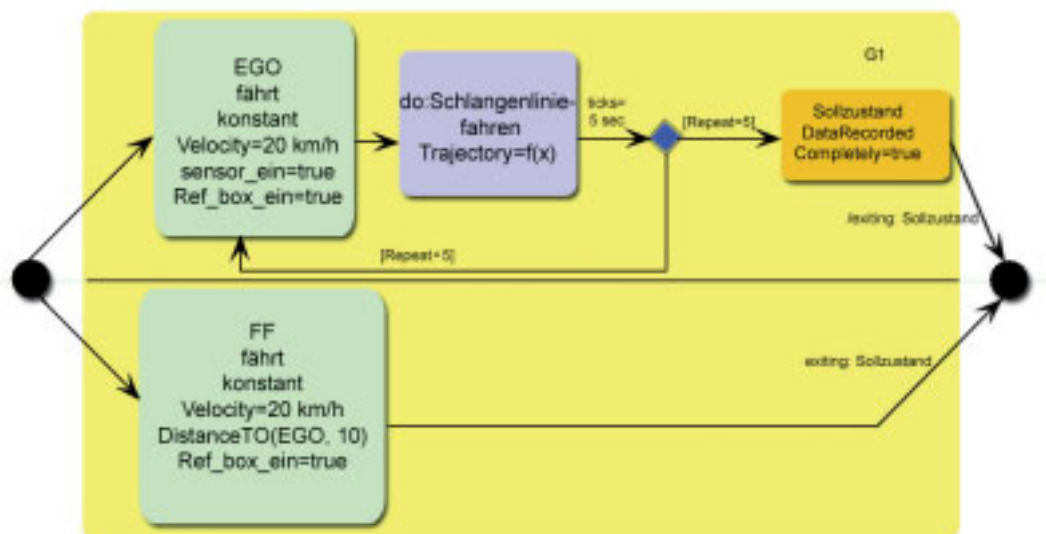 EGO
fährt
konstant
Velocity=20 km/h
sensor_ein=true
Ref_box_ein=true
do:Schlangenlinie-
fahren
Trajectory=f(x)
ticks=
5 sec
[Repeat=5]
G1
Sollzustand
DataRecorded
Completely=true
/exiting: Sollzustand
[Repeat=5]
FF
fährt
konstant
Velocity=20 km/h
DistanceTO(EGO, 10)
Ref_box_ein=true
exiting: Sollzustand